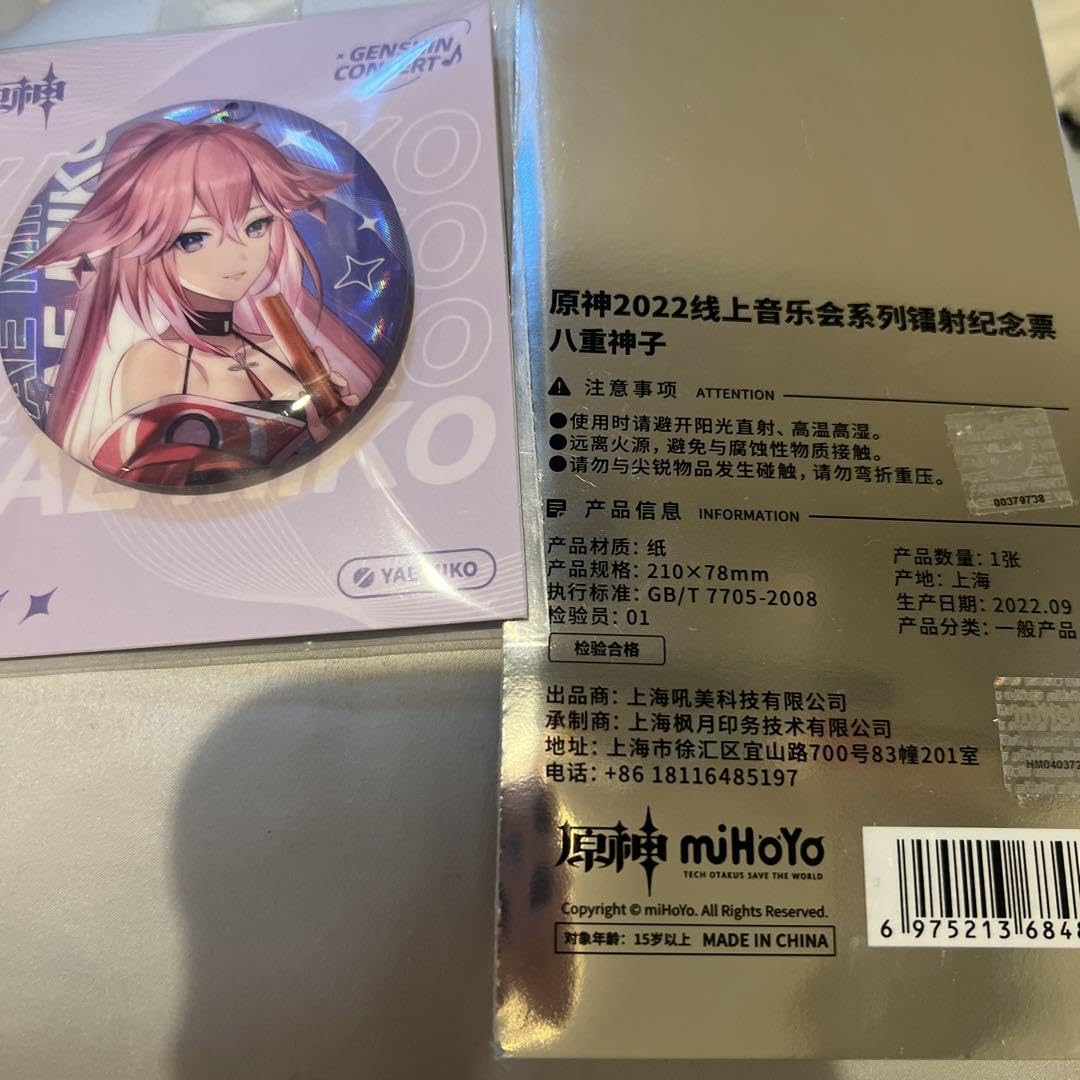 原神
GENSHIN
CONCERT
YAE MIKO
YAE MIKO
原神2022线上音乐会系列镭射纪念票
八重神子
注意事项 ATTENTION
●使用时请避开阳光直射、高温高湿。
●远离火源，避免与腐蚀性物质接触。
●请勿与尖锐物品发生碰触，请勿弯折重压。
00379738
产品信息 INFORMATION
产品材质：纸
产品规格：210×78mm
执行标准：GB/T 7705-2008
检验员：01
检验合格
产品数量：1张
产地：上海
生产日期：2022.09
产品分类：一般产品
出品商：上海吼美科技有限公司
承制商：上海枫月印务技术有限公司
地址：上海市徐汇区宜山路700号83幢201室
电话：+86 18116485197
HM040372
原神 miHoYo
TECH OTAKUS SAVE THE WORLD
Copyright © miHoYo. All Rights Reserved.
对象年龄：15岁以上 MADE IN CHINA
6 975213 684